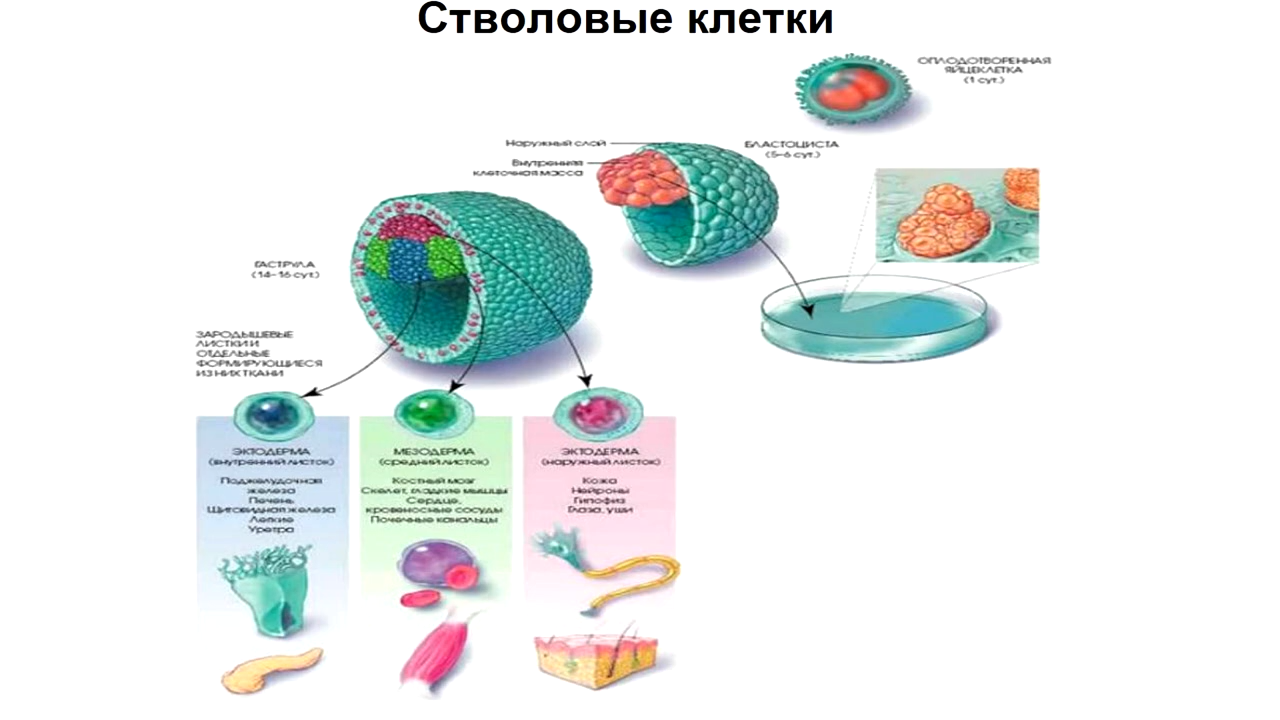 Стволовые клетки
ОПЛОДОТВОРЕННАЯ
ЯЙЦЕКЛЕТКА
(1 сут.)
Наружный слой
БЛАСТОЦИСТА
(5–6 сут.)
Внутренняя
клеточная масса
ГАСТРУЛА
(14–16 сут.)
ЗАРОДЫШЕВЫЕ
ЛИСТКИ И
ОТДЕЛЬНЫЕ
ФОРМИРУЮЩИЕСЯ
ИЗ НИХ ТКАНИ
ЭКТОДЕРМА
(внутренний листок)
Поджелудочная
железа
Печень
Щитовидная железа
Легкие
Уретра
МЕЗОДЕРМА
(средний листок)
Костный мозг
Скелет, гладкие мышцы
Сердце,
кровеносные сосуды
Почечные канальцы
ЭКТОДЕРМА
(наружный листок)
Кожа
Нейроны
Гипофиз
Глаза, уши